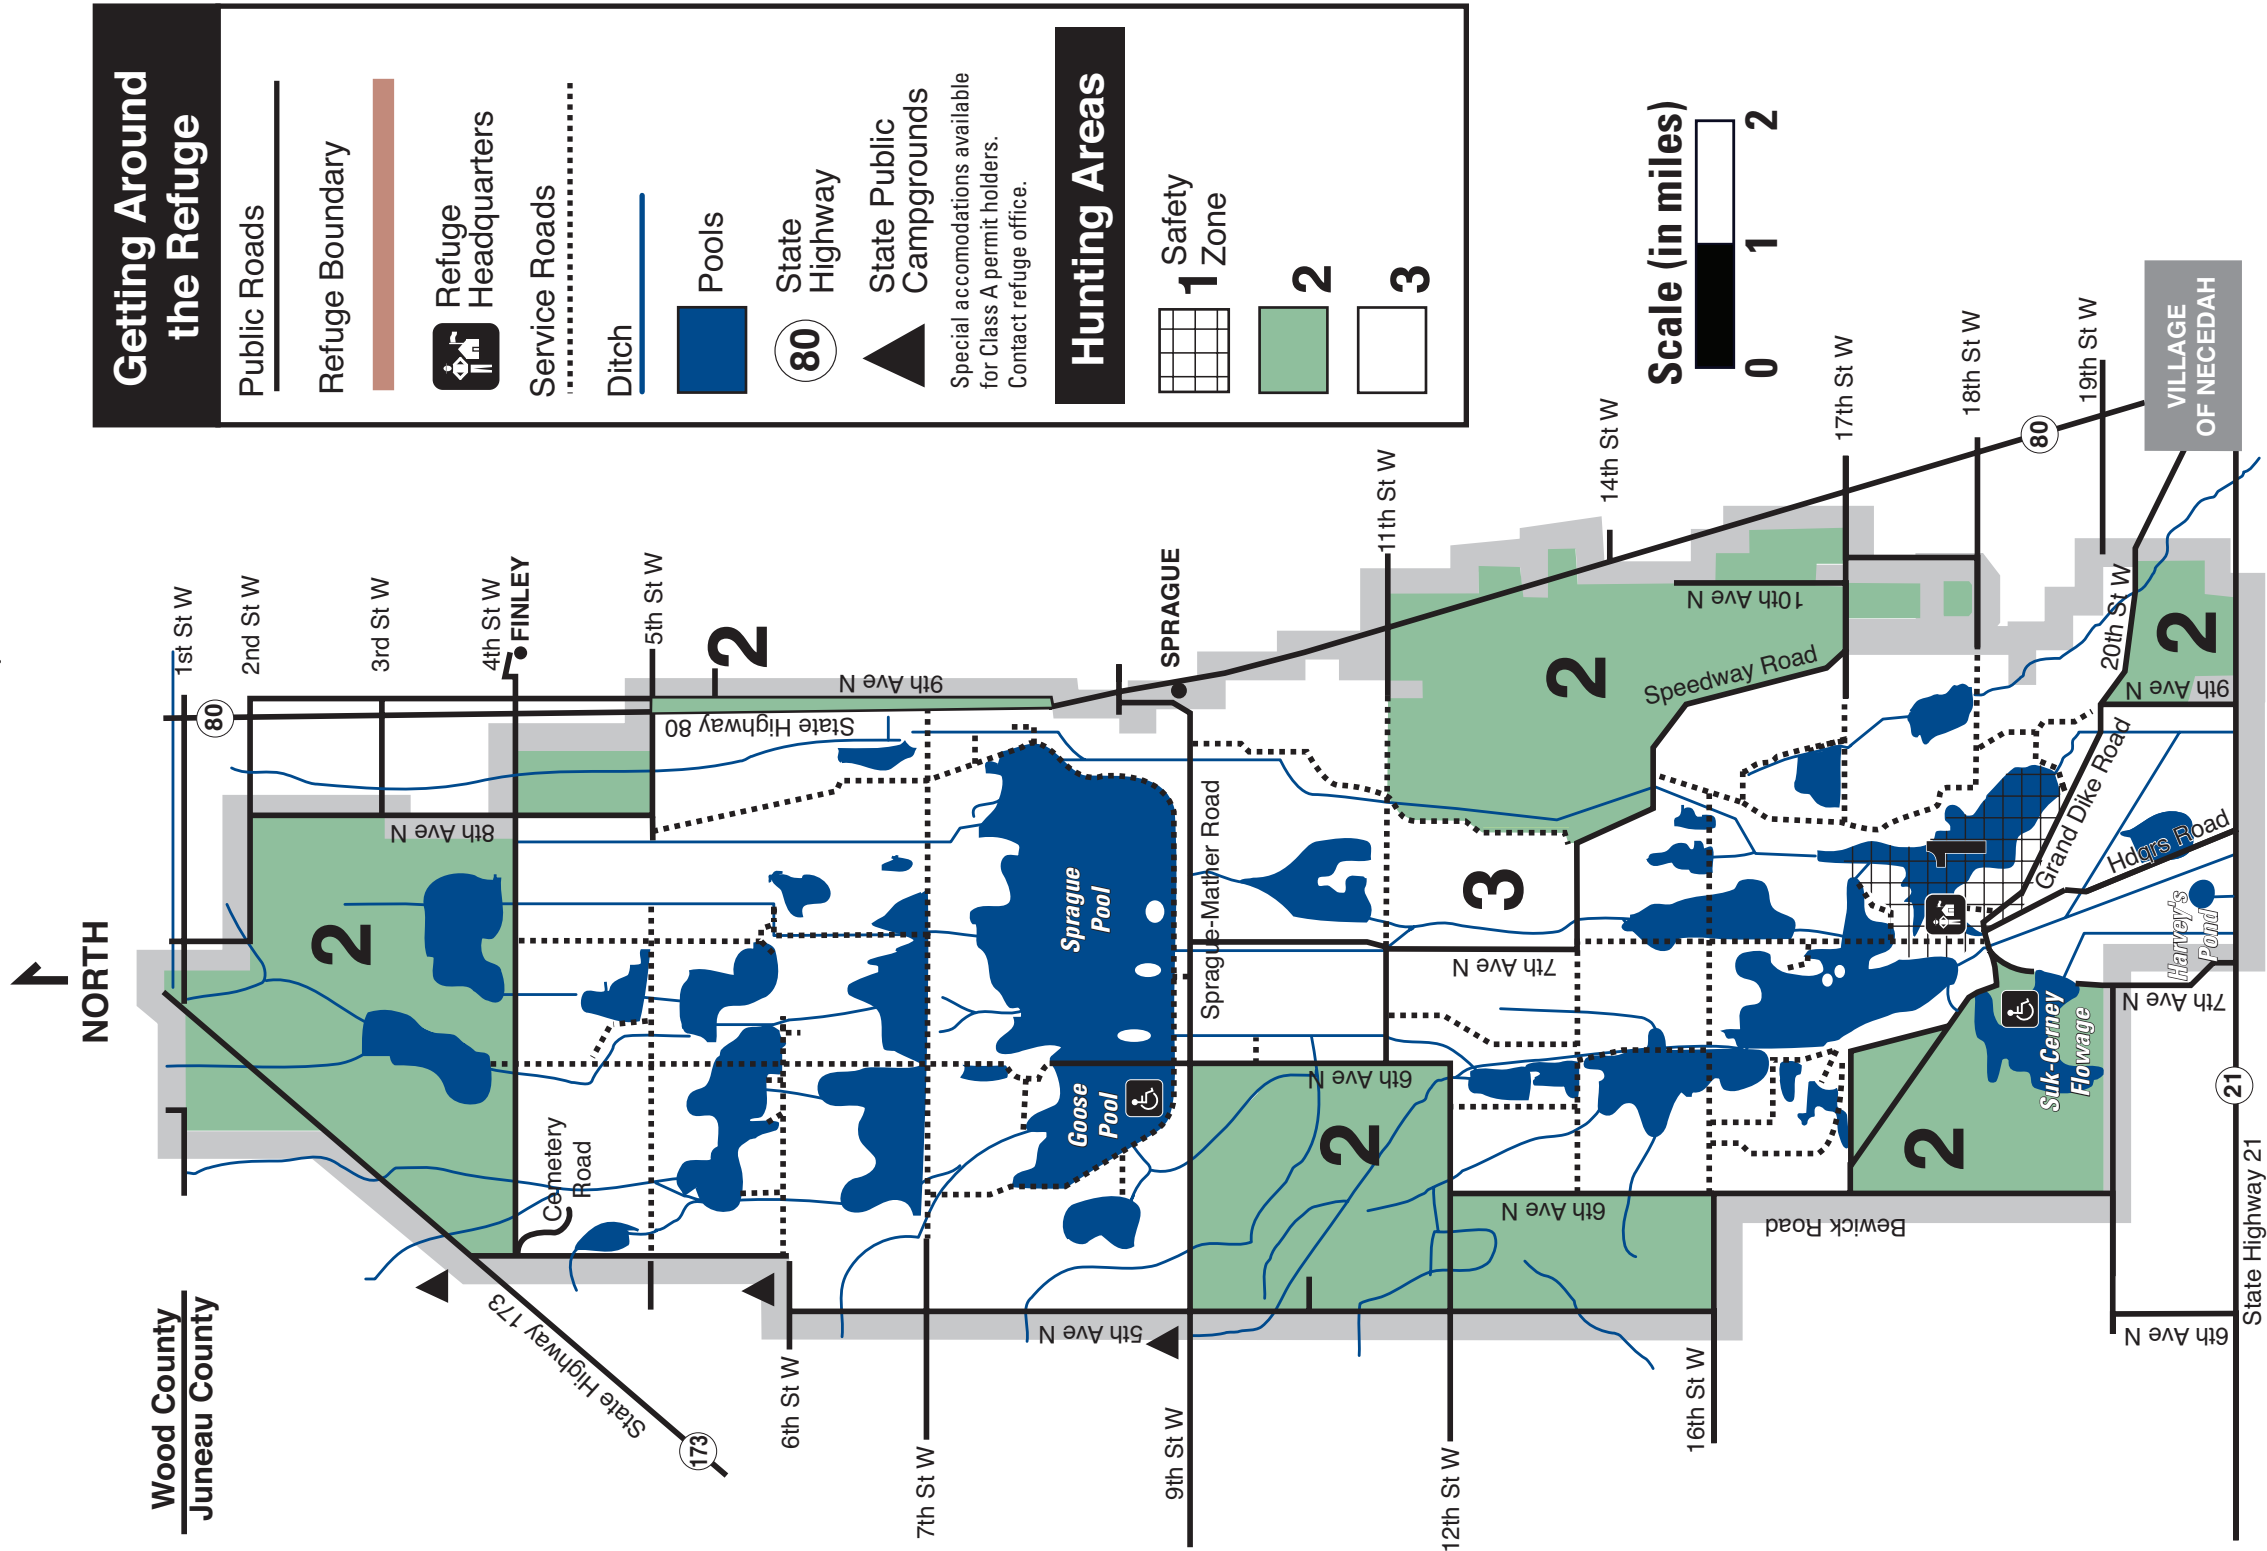 Getting Around
the Refuge
Public Roads
Refuge Boundary
Refuge
Headquarters
Service Roads
Ditch
Pools
80
State
Highway
State Public
Campgrounds
Special accomodations available
for Class A permit holders.
Contact refuge office.
Hunting Areas
1 Safety
Zone
2
3
Scale (in miles)
0 1 2
NORTH
Wood County
Juneau County
1st St W
2nd St W
3rd St W
4th St W
FINLEY
5th St W
SPRAGUE
11th St W
14th St W
17th St W
18th St W
19th St W
20th St W
VILLAGE
OF NECEDAH
80
80
2
8th Ave N
2
9th Ave N
State Highway 80
Cemetery
Road
State Highway 173
173
6th St W
7th St W
9th St W
12th St W
16th St W
5th Ave N
Sprague
Pool
Goose
Pool
Sprague-Mather Road
2
Speedway Road
10th Ave N
3
7th Ave N
6th Ave N
2
6th Ave N
Bewick Road
2
1
Grand Dike Road
Hdqrs Road
9th Ave N
2
Harvey's
Pond
7th Ave N
Suk-Cerney
Flowage
6th Ave N
21
State Highway 21